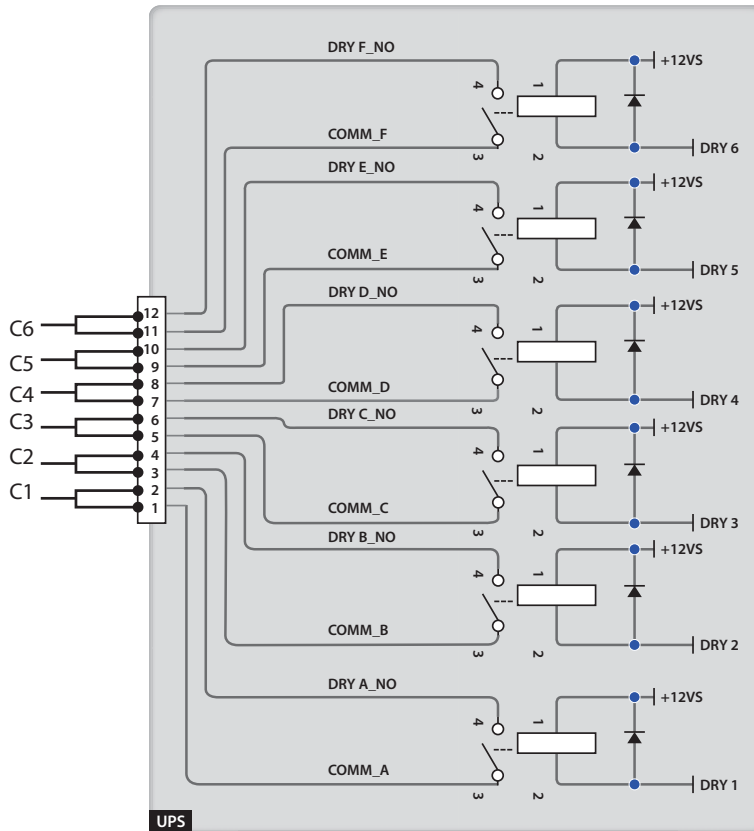 DRY F_NO
4
1
+12VS
COMM_F
3
2
DRY 6
DRY E_NO
4
1
+12VS
COMM_E
3
2
DRY 5
DRY D_NO
4
1
+12VS
COMM_D
3
2
DRY 4
DRY C_NO
4
1
+12VS
COMM_C
3
2
DRY 3
DRY B_NO
4
1
+12VS
COMM_B
3
2
DRY 2
DRY A_NO
4
1
+12VS
COMM_A
3
2
DRY 1
C6
C5
C4
C3
C2
C1
12
11
10
9
8
7
6
5
4
3
2
1
UPS